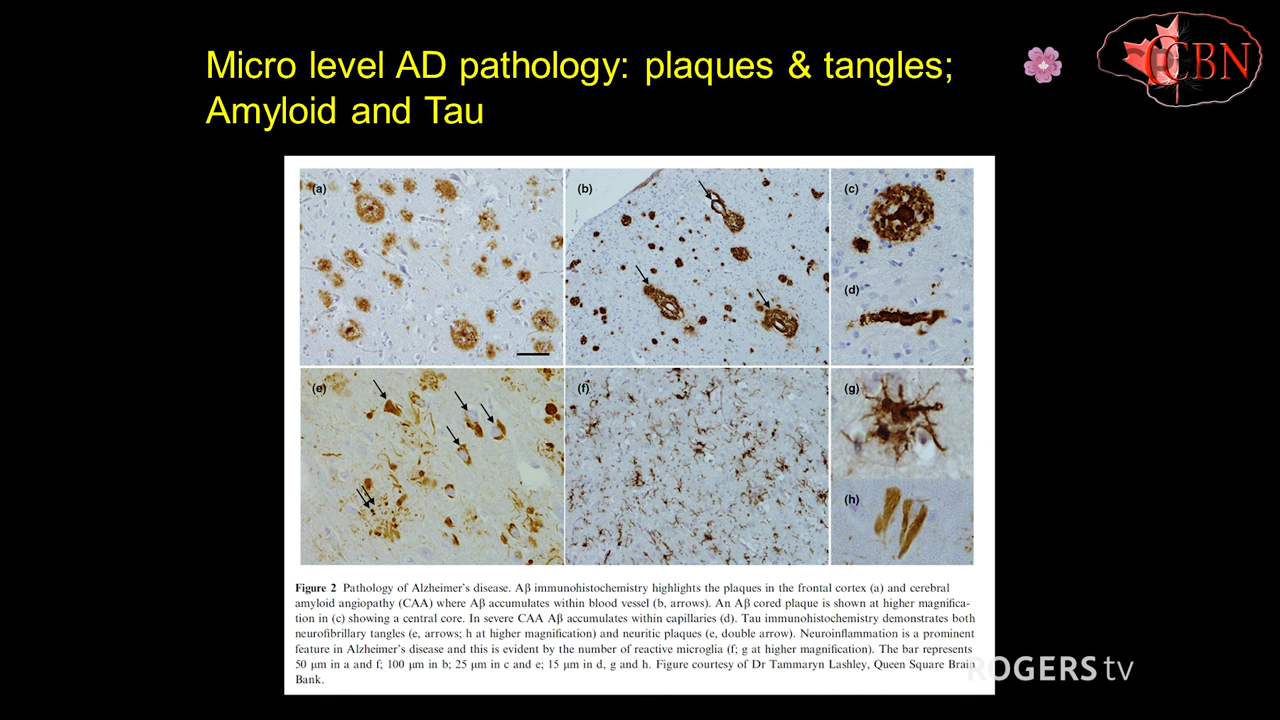 Micro level AD pathology: plaques & tangles;
Amyloid and Tau
CCBN
(a)
(b)
(c)
(d)
(e)
(f)
(g)
(h)
Figure 2 Pathology of Alzheimer's disease. Aβ immunohistochemistry highlights the plaques in the frontal cortex (a) and cerebral
amyloid angiopathy (CAA) where Aβ accumulates within blood vessel (b, arrows). An Aβ cored plaque is shown at higher magnifica-
tion in (c) showing a central core. In severe CAA Aβ accumulates within capillaries (d). Tau immunohistochemistry demonstrates both
neurofibrillary tangles (e, arrows; h at higher magnification) and neuritic plaques (e, double arrow). Neuroinflammation is a prominent
feature in Alzheimer's disease and this is evident by the number of reactive microglia (f; g at higher magnification). The bar represents
50 μm in a and f; 100 μm in b; 25 μm in c and e; 15 μm in d, g and h. Figure courtesy of Dr Tammaryn Lashley, Queen Square Brain
Bank.
ROGERS tv